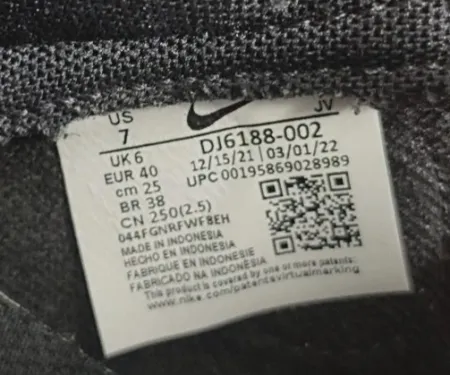 US JV
7 DJ6188-002
UK 6 12/15/21 | 03/01/22
EUR 40 UPC 00195869028989
cm 25
BR 38
CN 250(2.5)
044FGNRFWF8EH
MADE IN INDONESIA
HECHO EN INDONESIA
FABRIQUE EN INDONESIE
FABRICADO NA INDONESIA
This product is covered by one or more patents:
www.nike.com/patentsvirtualmarking